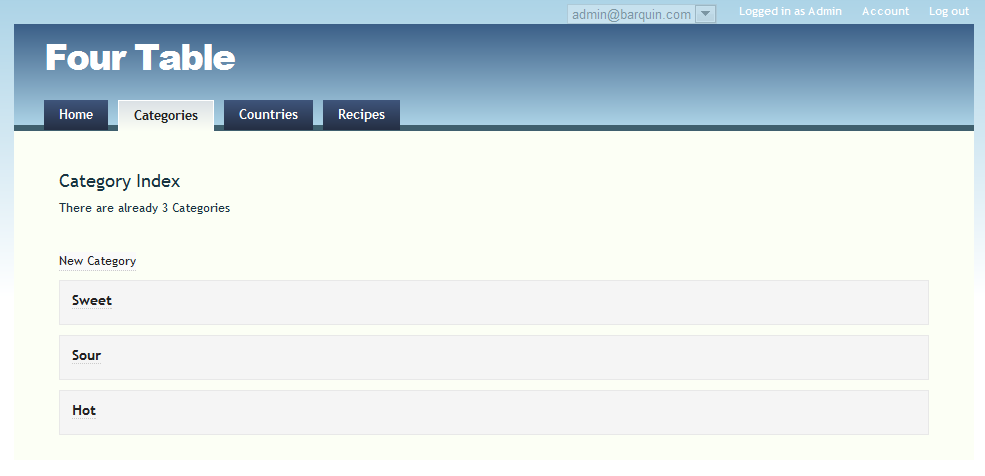 admin@barquin.com Logged in as Admin Account Log out
Four Table
Home Categories Countries Recipes
Category Index
There are already 3 Categories
New Category
Sweet
Sour
Hot